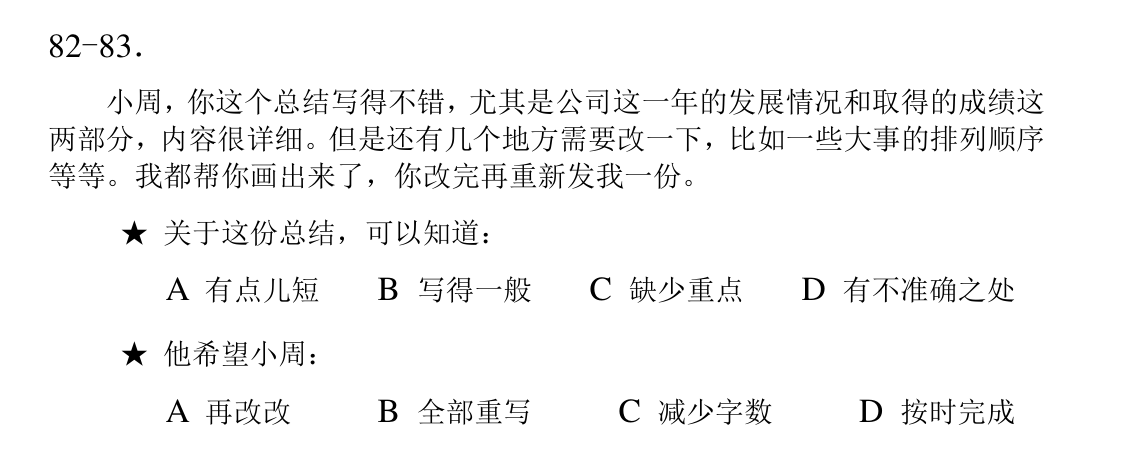 82-83.
小周，你这个总结写得不错，尤其是公司这一年的发展情况和取得的成绩这
两部分，内容很详细。但是还有几个地方需要改一下，比如一些大事的排列顺序
等等。我都帮你画出来了，你改完再重新发我一份。
★ 关于这份总结，可以知道：
A 有点儿短 B 写得一般 C 缺少重点 D 有不准确之处
★ 他希望小周：
A 再改改 B 全部重写 C 减少字数 D 按时完成